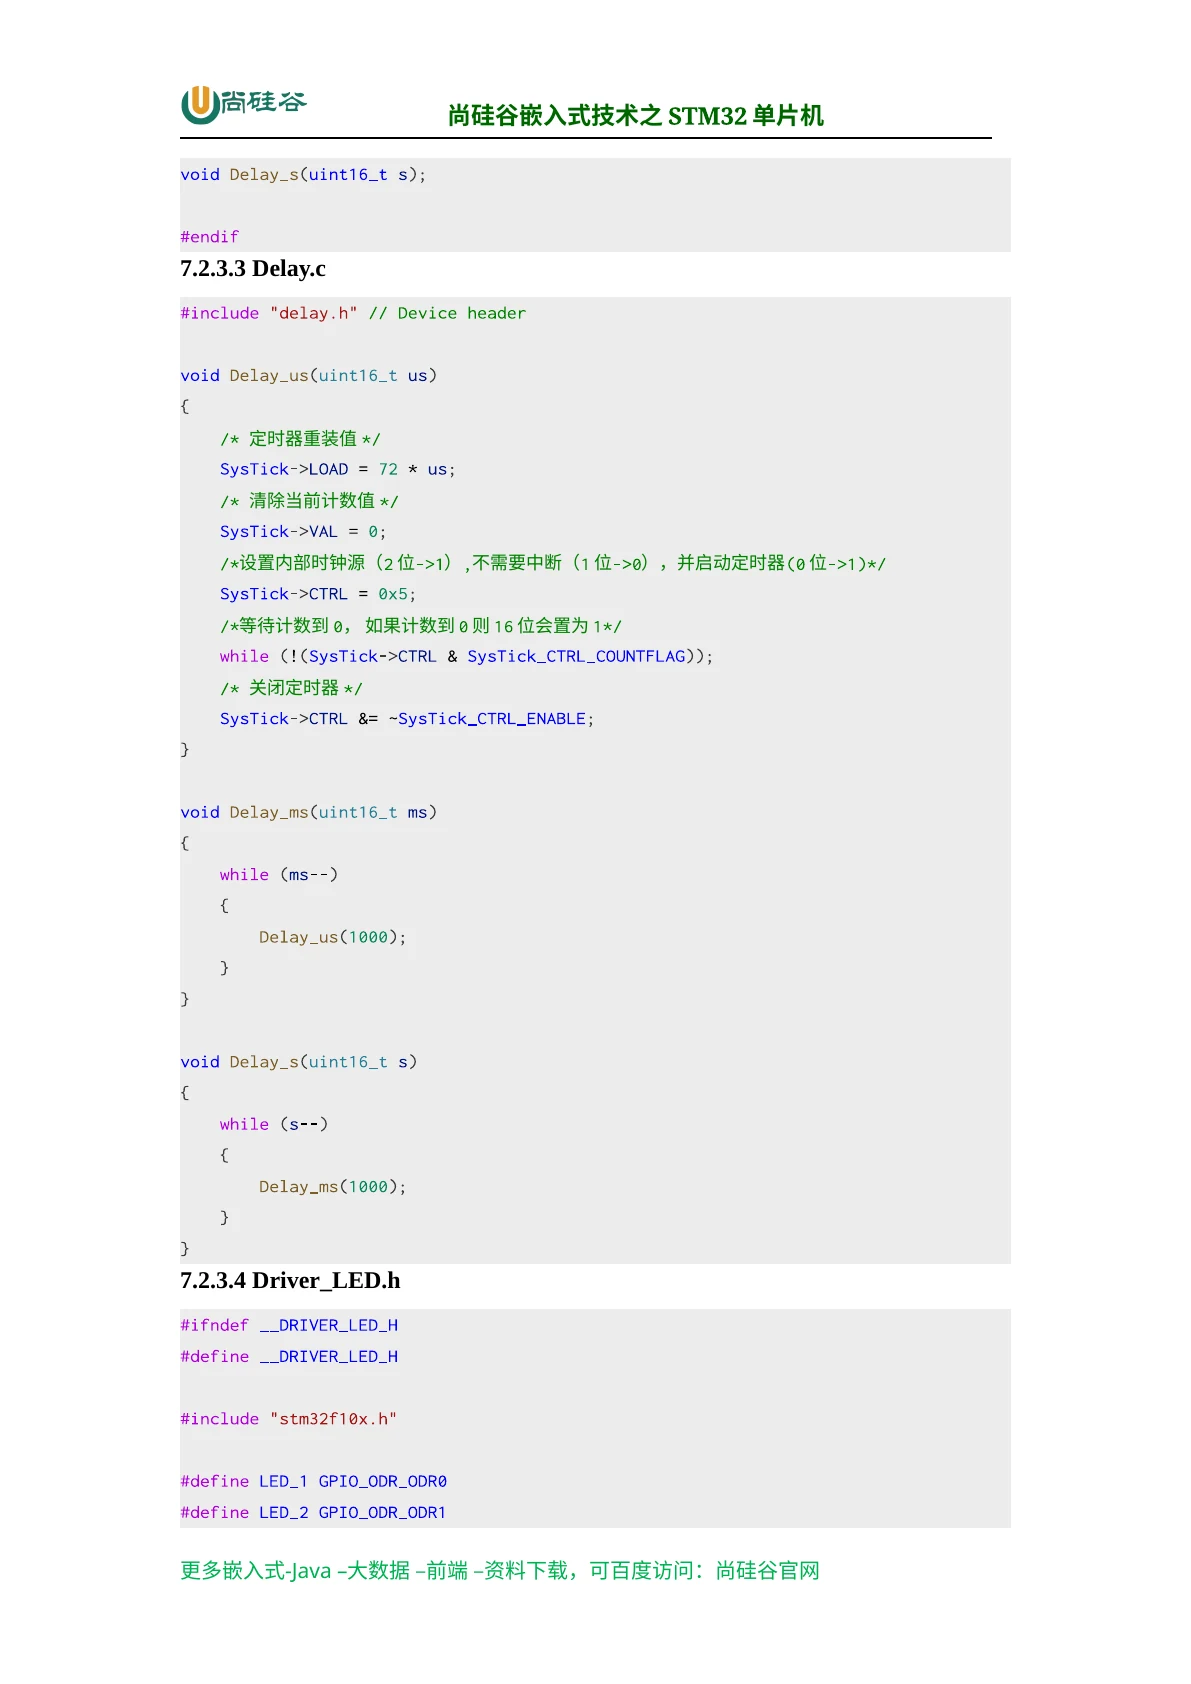 尚硅谷
尚硅谷嵌入式技术之 STM32 单片机
void Delay_s(uint16_t s);
#endif
7.2.3.3 Delay.c
#include "delay.h" // Device header
void Delay_us(uint16_t us)
{
/* 定时器重装值 */
SysTick->LOAD = 72 * us;
/* 清除当前计数值 */
SysTick->VAL = 0;
/*设置内部时钟源（2 位->1）,不需要中断（1 位->0），并启动定时器(0 位->1)*/
SysTick->CTRL = 0x5;
/*等待计数到 0， 如果计数到 0 则 16 位会置为 1*/
while (!(SysTick->CTRL & SysTick_CTRL_COUNTFLAG));
/* 关闭定时器 */
SysTick->CTRL &= ~SysTick_CTRL_ENABLE;
}
void Delay_ms(uint16_t ms)
{
while (ms--)
{
Delay_us(1000);
}
}
void Delay_s(uint16_t s)
{
while (s--)
{
Delay_ms(1000);
}
}
7.2.3.4 Driver_LED.h
#ifndef __DRIVER_LED_H
#define __DRIVER_LED_H
#include "stm32f10x.h"
#define LED_1 GPIO_ODR_ODR0
#define LED_2 GPIO_ODR_ODR1
更多嵌入式-Java –大数据 –前端 –资料下载，可百度访问：尚硅谷官网